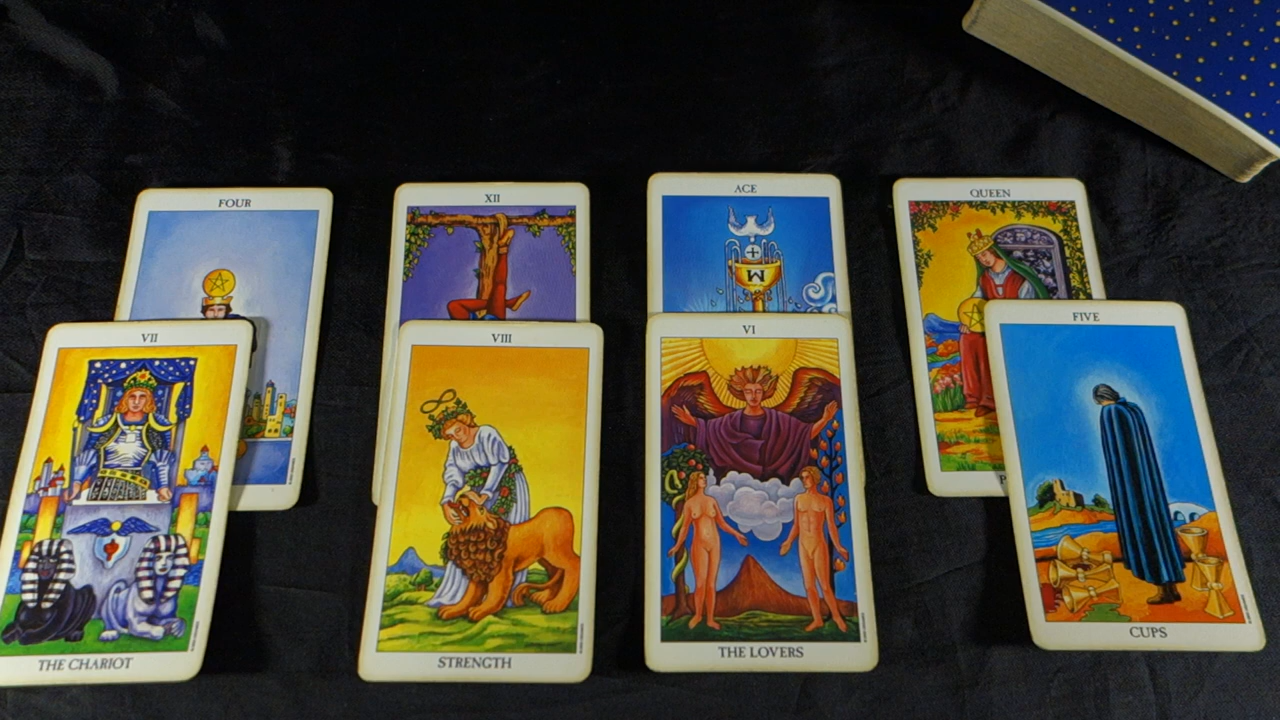 FOUR
XII
ACE
QUEEN
VII
THE CHARIOT
VIII
STRENGTH
VI
THE LOVERS
FIVE
CUPS